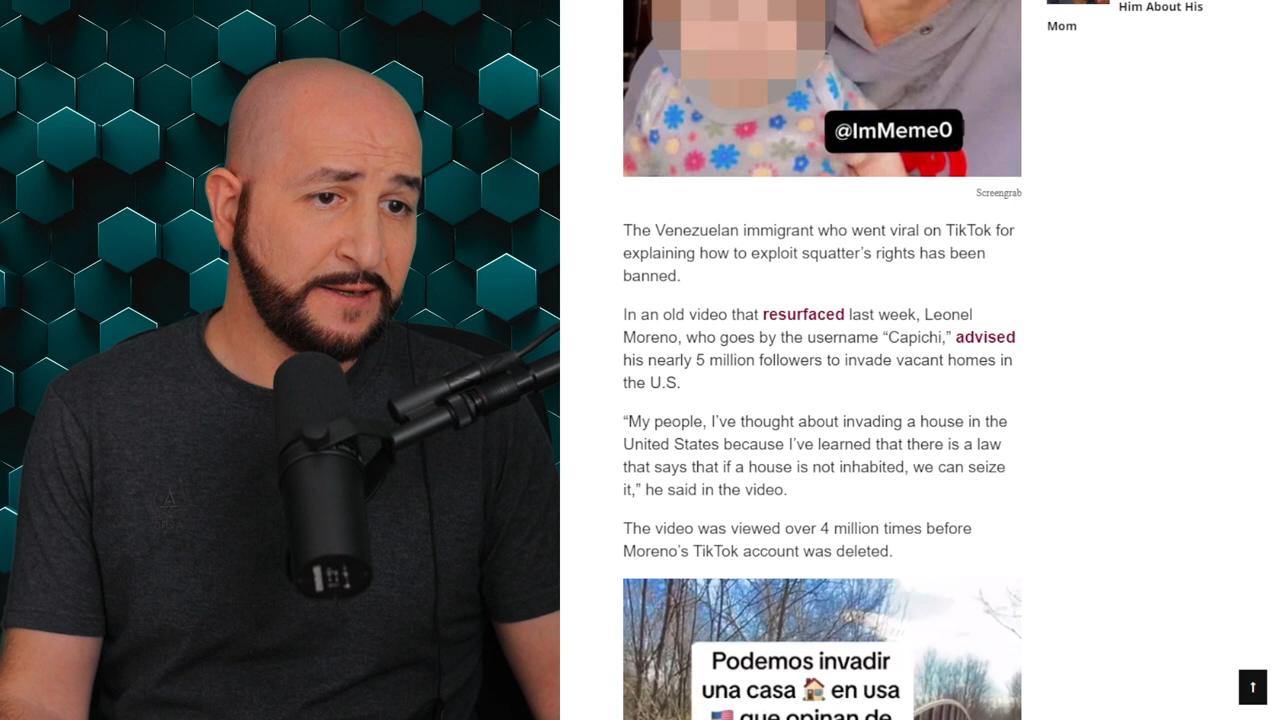 Him About His
Mom
@ImMeme0
Screengrab
The Venezuelan immigrant who went viral on TikTok for
explaining how to exploit squatter’s rights has been
banned.
In an old video that resurfaced last week, Leonel
Moreno, who goes by the username “Capichi,” advised
his nearly 5 million followers to invade vacant homes in
the U.S.
“My people, I’ve thought about invading a house in the
United States because I’ve learned that there is a law
that says that if a house is not inhabited, we can seize
it,” he said in the video.
The video was viewed over 4 million times before
Moreno’s TikTok account was deleted.
Podemos invadir
una casa 🏠 en usa
🇺🇸 que opinan de